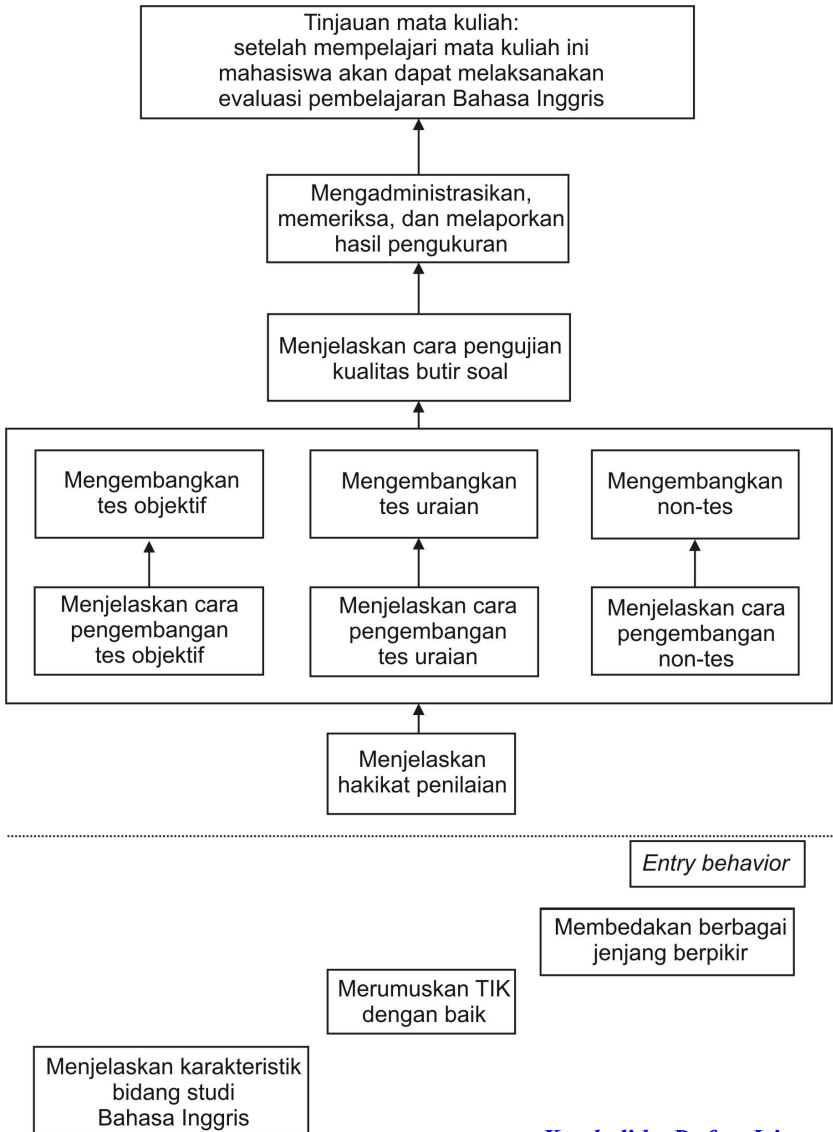 Tinjauan mata kuliah:
setelah mempelajari mata kuliah ini
mahasiswa akan dapat melaksanakan
evaluasi pembelajaran Bahasa Inggris
Mengadministrasikan,
memeriksa, dan melaporkan
hasil pengukuran
Menjelaskan cara pengujian
kualitas butir soal
Mengembangkan
tes objektif
Mengembangkan
tes uraian
Mengembangkan
non-tes
Menjelaskan cara
pengembangan
tes objektif
Menjelaskan cara
pengembangan
tes uraian
Menjelaskan cara
pengembangan
non-tes
Menjelaskan
hakikat penilaian
Entry behavior
Membedakan berbagai
jenjang berpikir
Merumuskan TIK
dengan baik
Menjelaskan karakteristik
bidang studi
Bahasa Inggris